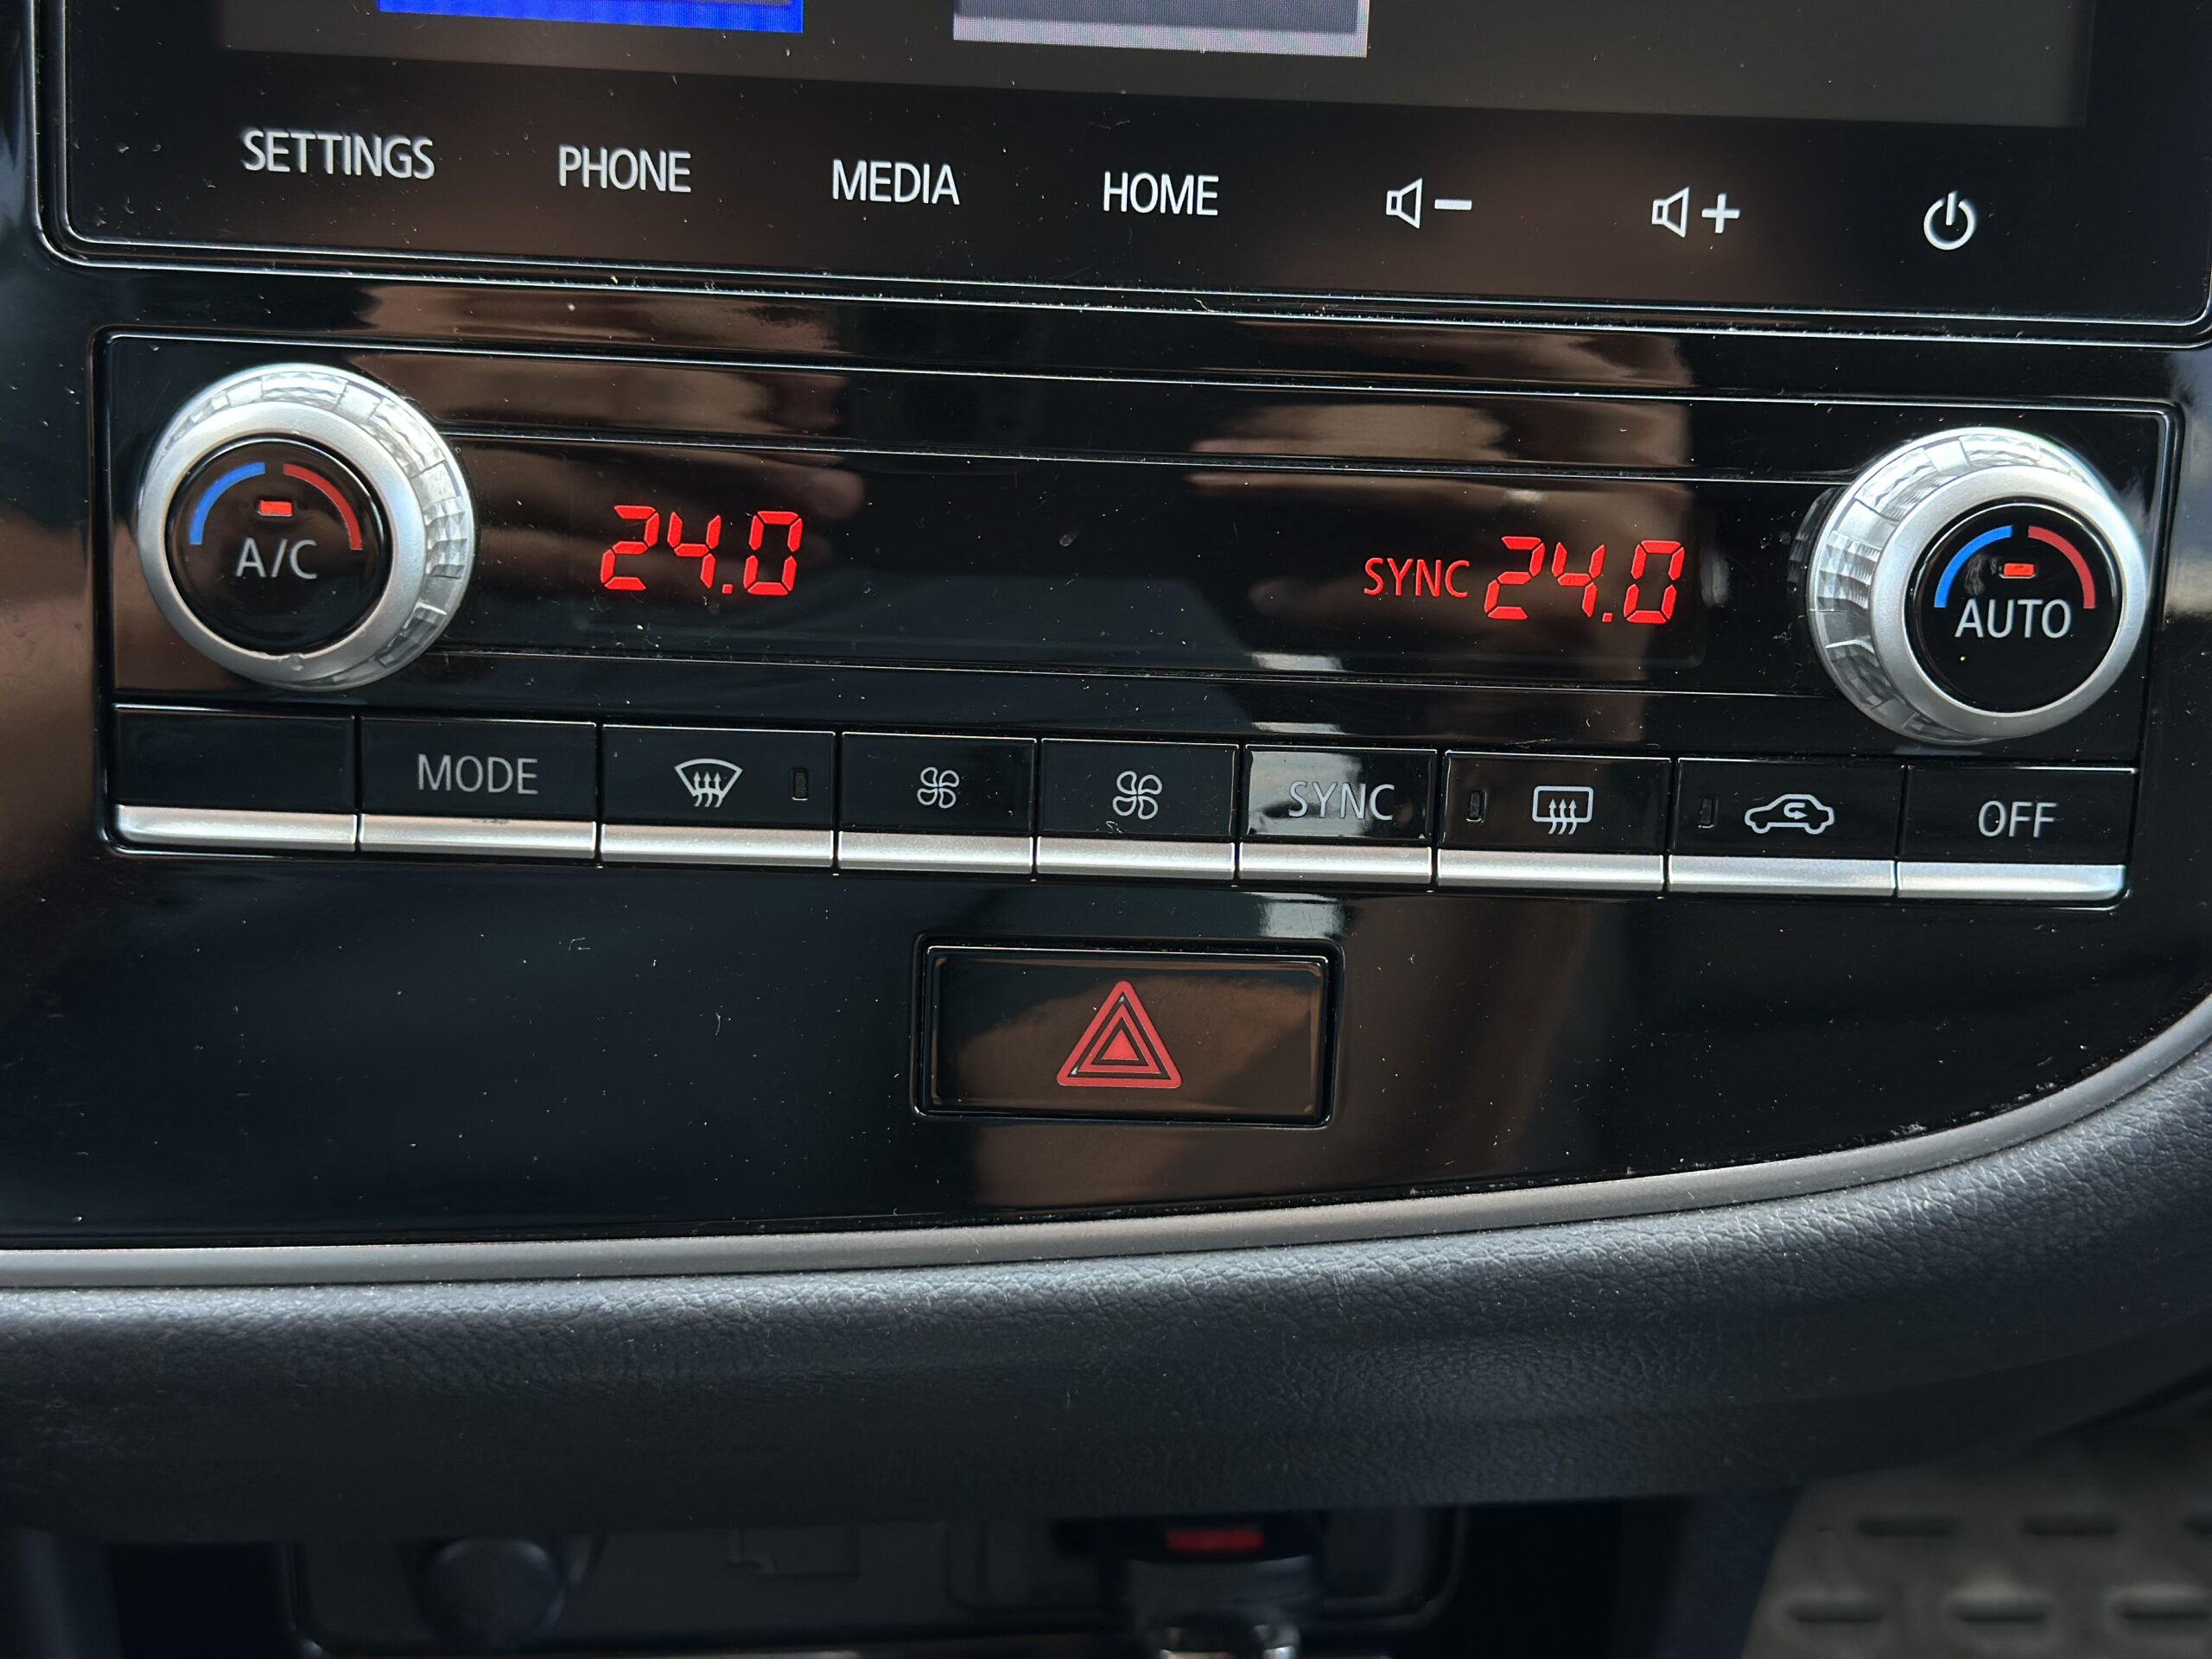 SETTINGS PHONE MEDIA HOME
A/C 24.0 SYNC 24.0 AUTO
MODE SYNC OFF